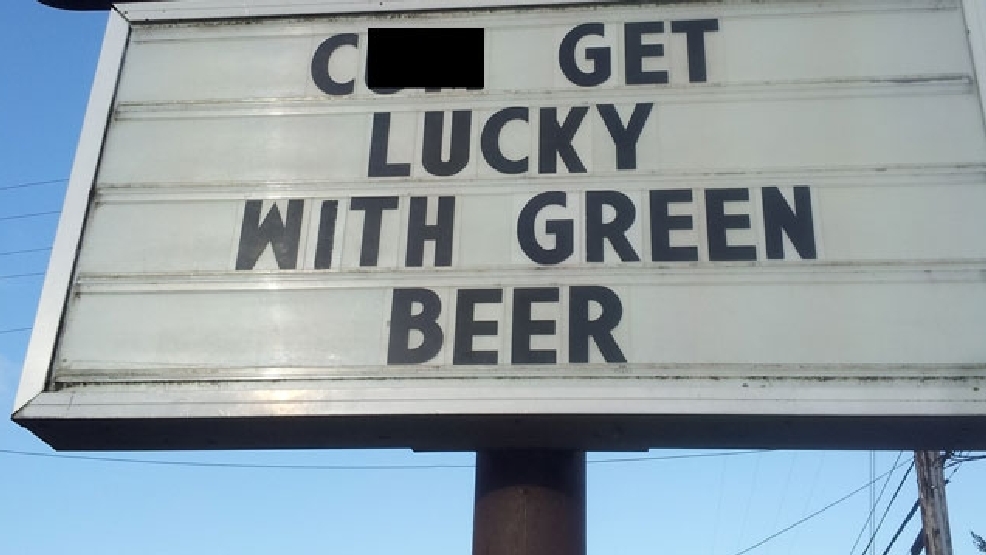 GET
LUCKY
WITH GREEN
BEER